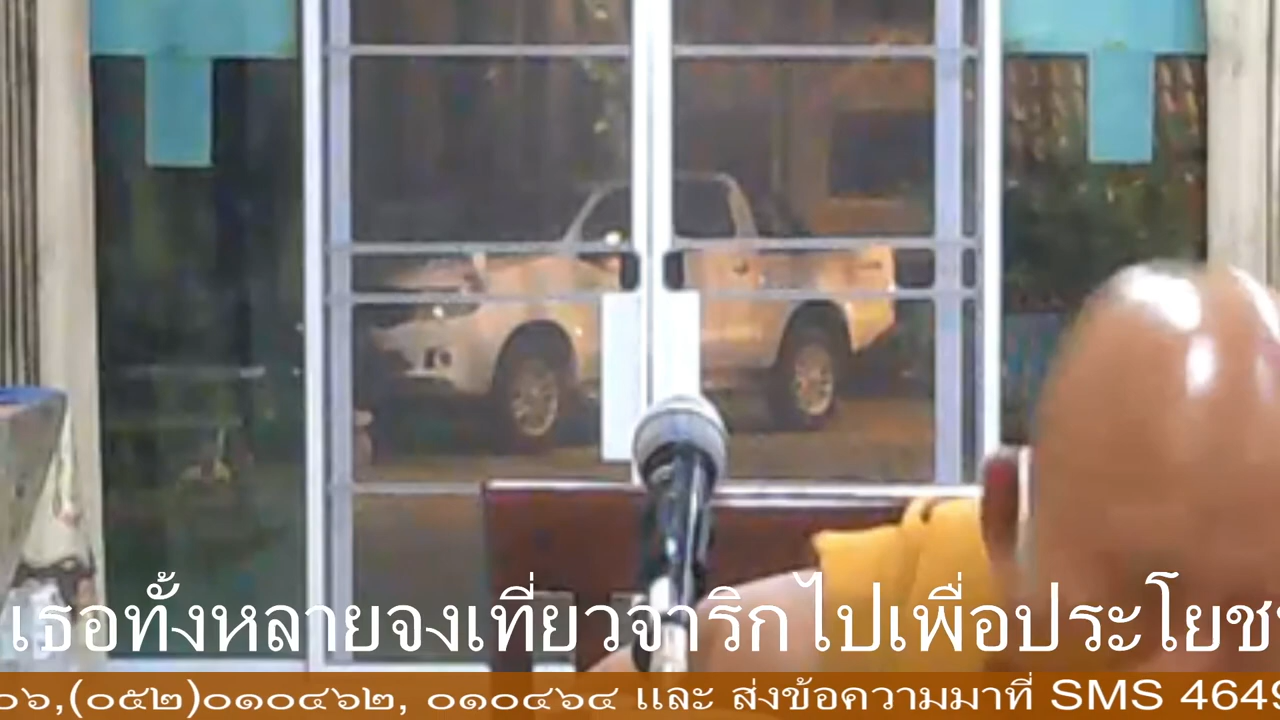 เธอทั้งหลายจงเที่ยวจาริกไปเพื่อประโยช
๐๖,(๐๕๒)๐๑๐๔๖๒, ๐๑๐๔๖๔ และ ส่งข้อความมาที่ SMS 4649